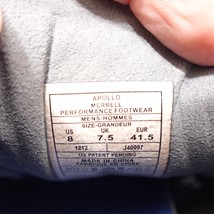 APOLLO
MERRELL
PERFORMANCE FOOTWEAR
MENS-HOMMES
SIZE-GRANDEUR
US UK EUR
8 7.5 41.5
1212 J40097
US PATENT PENDING
MADE IN CHINA